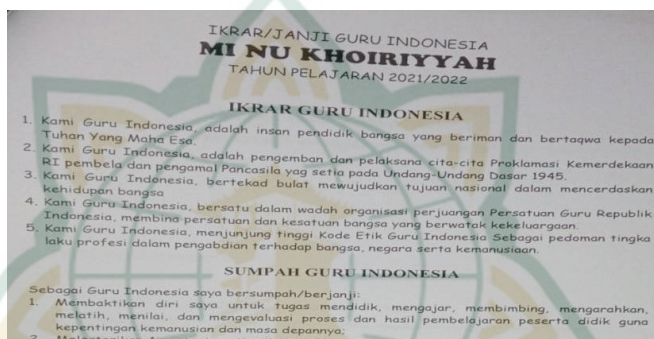 IKRAR/JANJI GURU INDONESIA
MI NU KHOIRIYYAH
TAHUN PELAJARAN 2021/2022
IKRAR GURU INDONESIA
1. Kami Guru Indonesia, adalah insan pendidik bangsa yang beriman dan bertaqwa kepada
Tuhan Yang Maha Esa.
2. Kami Guru Indonesia, adalah pengemban dan pelaksana cita-cita Proklamasi Kemerdekaan
RI pembela dan pengamal Pancasila yag setia pada Undang-Undang Dasar 1945.
3. Kami Guru Indonesia, bertekad bulat mewujudkan tujuan nasional dalam mencerdaskan
kehidupan bangsa
4. Kami Guru Indonesia, bersatu dalam wadah organisasi perjuangan Persatuan Guru Republik
Indonesia, membina persatuan dan kesatuan bangsa yang berwatak kekeluargaan.
5. Kami Guru Indonesia, menjunjung tinggi Kode Etik Guru Indonesia Sebagai pedoman tingka
laku profesi dalam pengabdian terhadap bangsa, negara serta kemanusiaan.
SUMPAH GURU INDONESIA
Sebagai Guru Indonesia saya bersumpah/berjanji:
1. Membaktikan diri saya untuk tugas mendidik, mengajar, membimbing, mengarahkan,
melatih, menilai, dan mengevaluasi proses dan hasil pembelajaran peserta didik guna
kepentingan kemanusian dan masa depannya;